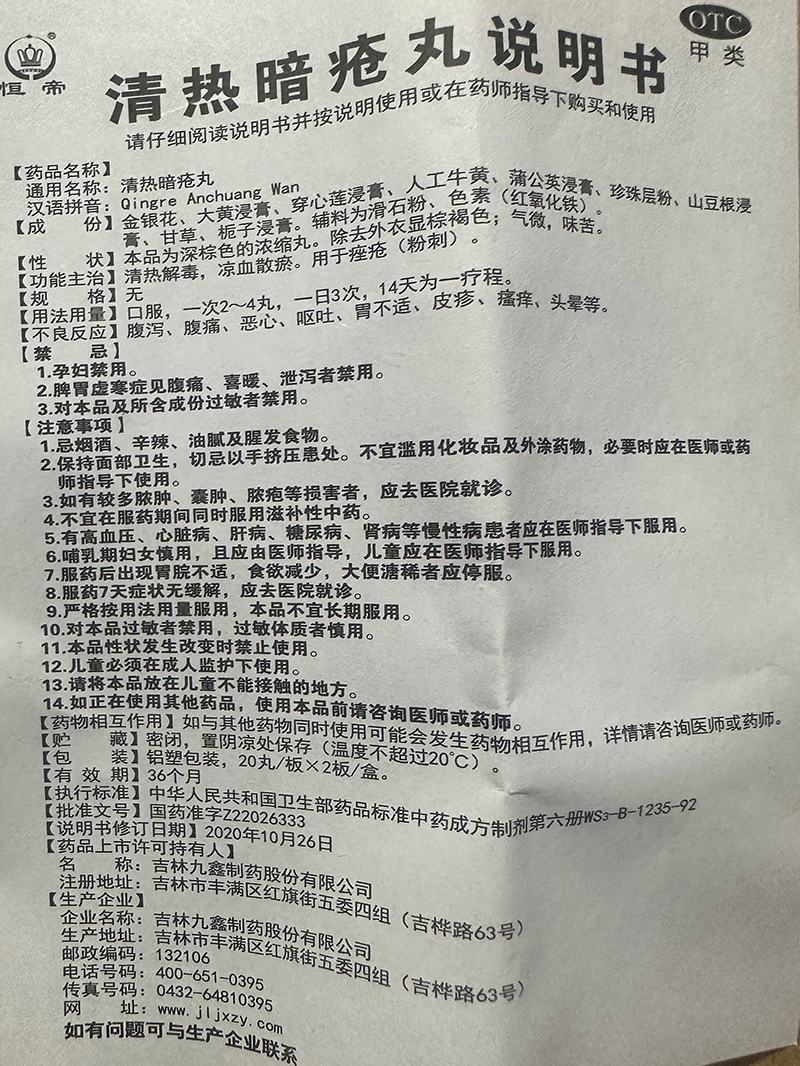 恒帝
OTC
甲类
清热暗疮丸说明书
请仔细阅读说明书并按说明使用或在药师指导下购买和使用
【药品名称】
通用名称：清热暗疮丸
汉语拼音：Qingre Anchuang Wan
【成 份】金银花、大黄浸膏、穿心莲浸膏、人工牛黄、蒲公英浸膏、珍珠层粉、山豆根浸
膏、甘草、栀子浸膏。辅料为滑石粉、色素（红氧化铁）。
【性 状】本品为深棕色的浓缩丸。除去外衣显棕褐色；气微，味苦。
【功能主治】清热解毒，凉血散瘀。用于痤疮（粉刺）。
【规 格】无
【用法用量】口服，一次2～4丸，一日3次，14天为一疗程。
【不良反应】腹泻、腹痛、恶心、呕吐、胃不适、皮疹、瘙痒、头晕等。
【禁 忌】
1.孕妇禁用。
2.脾胃虚寒症见腹痛、喜暖、泄泻者禁用。
3.对本品及所含成份过敏者禁用。
【注意事项】
1.忌烟酒、辛辣、油腻及腥发食物。
2.保持面部卫生，切忌以手挤压患处。不宜滥用化妆品及外涂药物，必要时应在医师或药
师指导下使用。
3.如有较多脓肿、囊肿、脓疱等损害者，应去医院就诊。
4.不宜在服药期间同时服用滋补性中药。
5.有高血压、心脏病、肝病、糖尿病、肾病等慢性病患者应在医师指导下服用。
6.哺乳期妇女慎用，且应由医师指导，儿童应在医师指导下服用。
7.服药后出现胃脘不适，食欲减少，大便溏稀者应停服。
8.服药7天症状无缓解，应去医院就诊。
9.严格按用法用量服用，本品不宜长期服用。
10.对本品过敏者禁用，过敏体质者慎用。
11.本品性状发生改变时禁止使用。
12.儿童必须在成人监护下使用。
13.请将本品放在儿童不能接触的地方。
14.如正在使用其他药品，使用本品前请咨询医师或药师。
【药物相互作用】如与其他药物同时使用可能会发生药物相互作用，详情请咨询医师或药师。
【贮 藏】密闭，置阴凉处保存（温度不超过20℃）。
【包 装】铝塑包装，20丸/板×2板/盒。
【有 效 期】36个月
【执行标准】中华人民共和国卫生部药品标准中药成方制剂第六册WS3-B-1235-92
【批准文号】国药准字Z22026333
【说明书修订日期】2020年10月26日
【药品上市许可持有人】
名 称：吉林九鑫制药股份有限公司
注册地址：吉林市丰满区红旗街五委四组（吉桦路63号）
【生产企业】
企业名称：吉林九鑫制药股份有限公司
生产地址：吉林市丰满区红旗街五委四组（吉桦路63号）
邮政编码：132106
电话号码：400-651-0395
传真号码：0432-64810395
网 址：www.jljxzy.com
如有问题可与生产企业联系